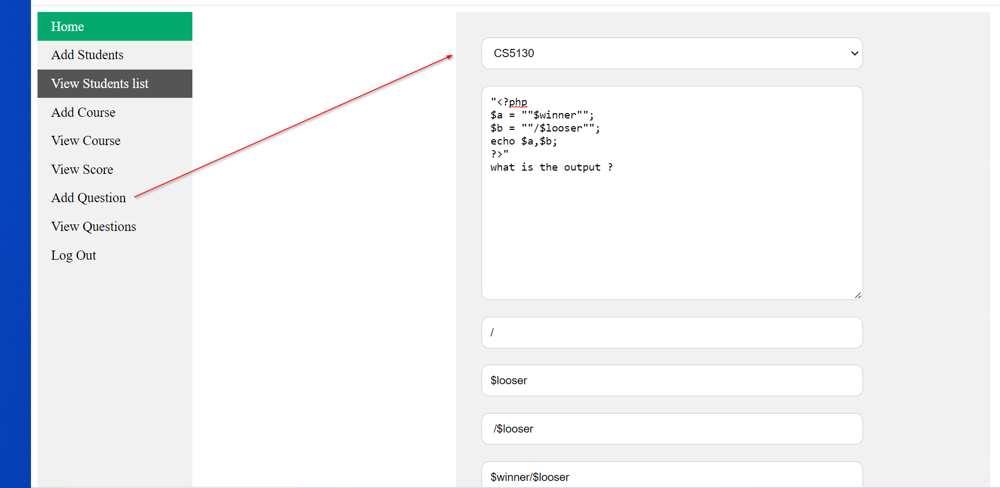 Home
Add Students
View Students list
Add Course
View Course
View Score
Add Question
View Questions
Log Out
CS5130
"<?php
$a = ""$winner"";
$b = ""/$looser"";
echo $a,$b;
?>"
what is the output ?
/
$looser
/$looser
$winner/$looser